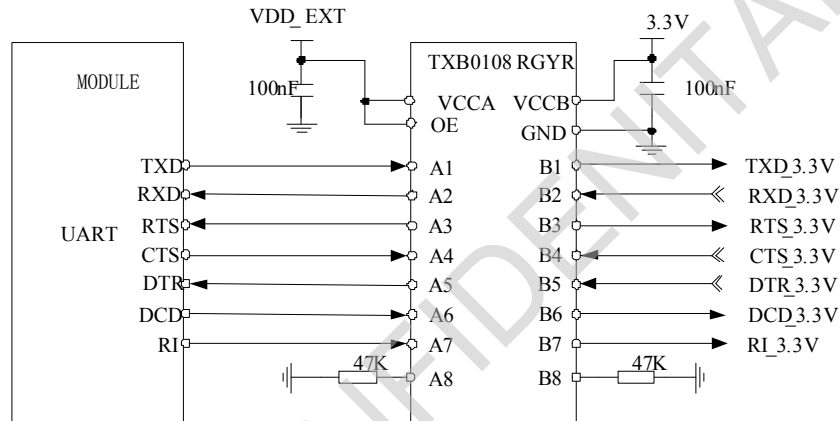 VDD_EXT
3.3V
TXB0108 RGYR
MODULE
100nF
VCCA
VCCB
100nF
OE
GND
TXD
A1
B1
TXD_3.3V
RXD
A2
B2
RXD_3.3V
RTS
A3
B3
RTS_3.3V
UART
CTS
A4
B4
CTS_3.3V
DTR
A5
B5
DTR_3.3V
DCD
A6
B6
DCD_3.3V
RI
A7
B7
RI_3.3V
47K
A8
B8
47K